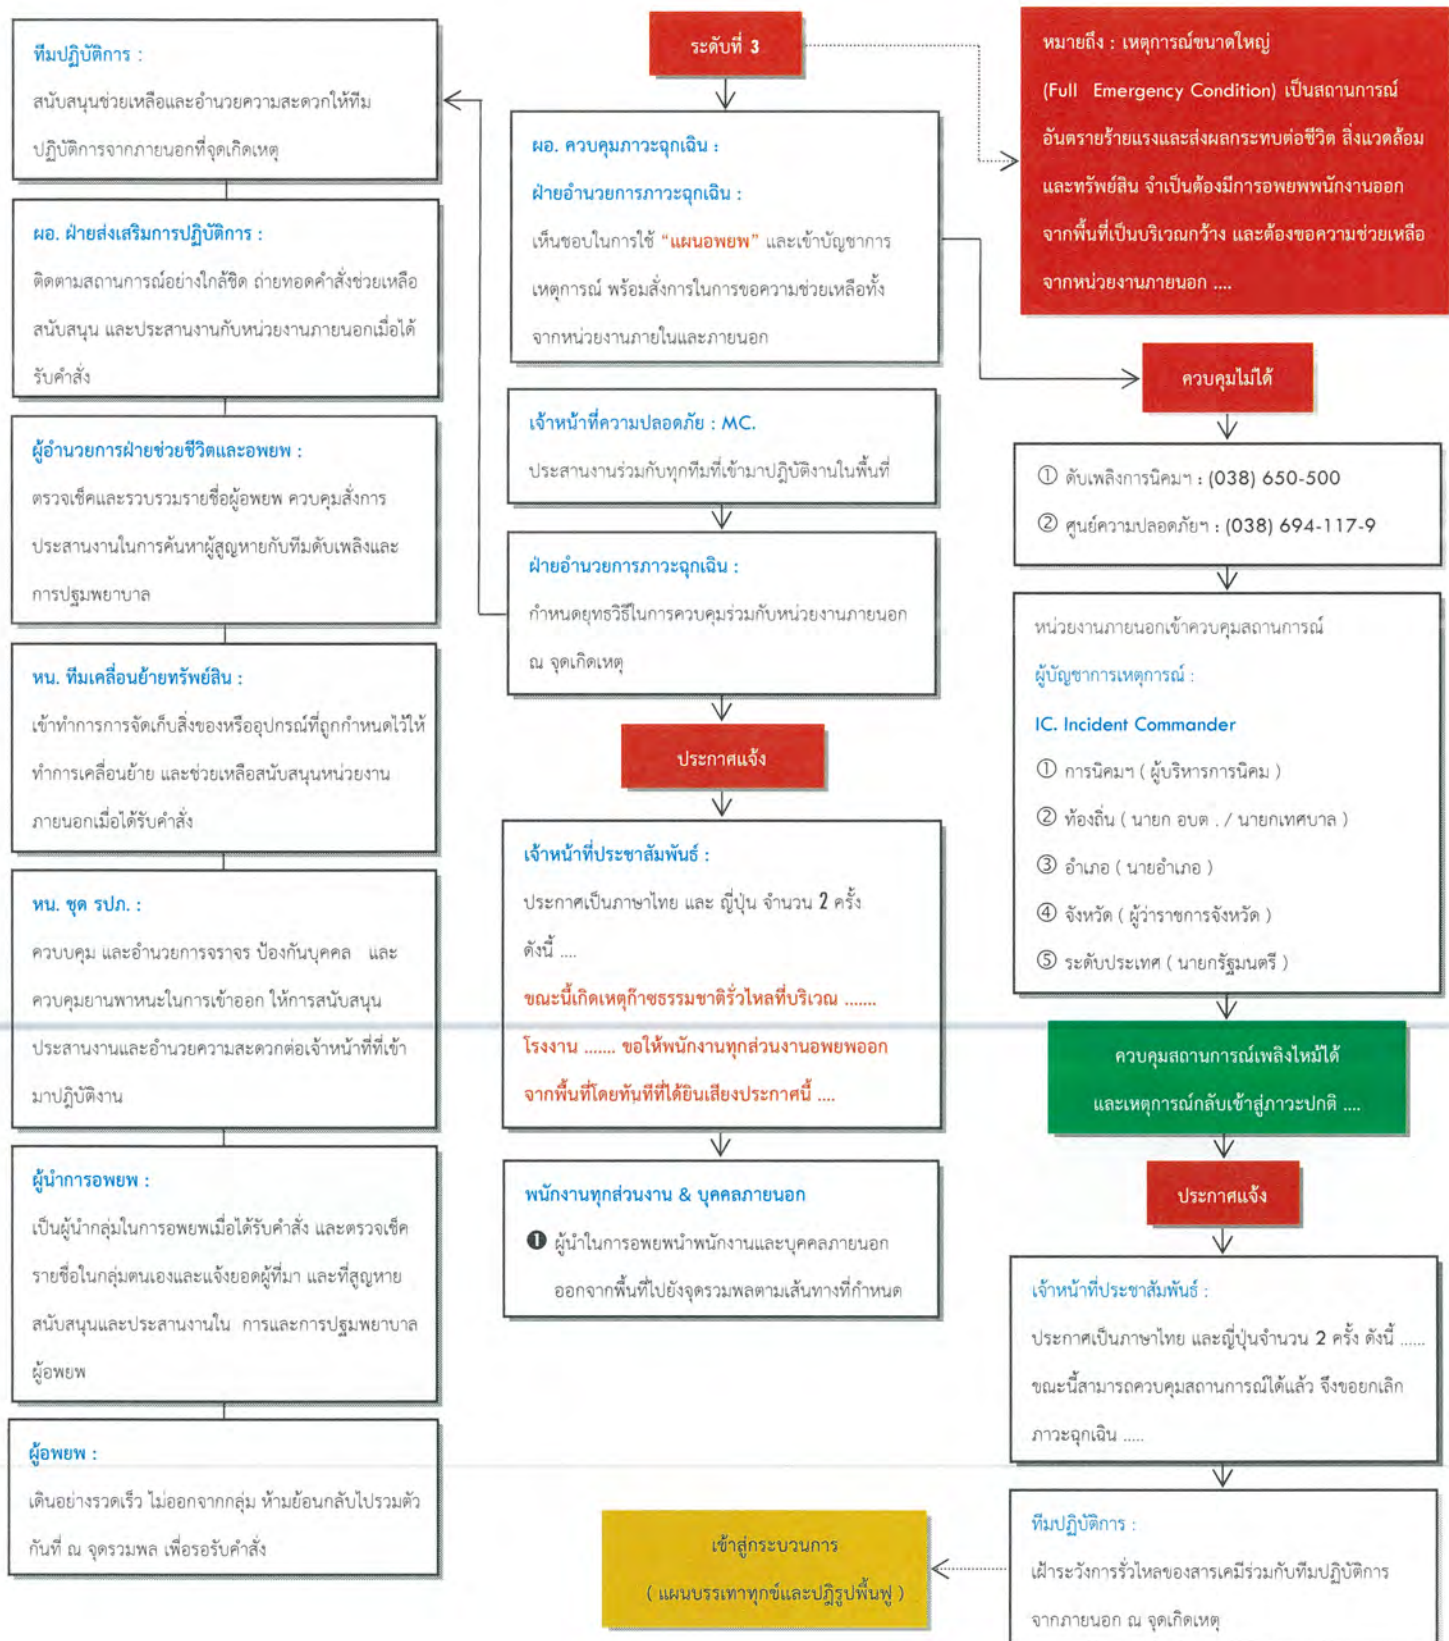 ทีมปฏิบัติการ :
สนับสนุนช่วยเหลือและอำนวยความสะดวกให้ทีม
ปฏิบัติการจากภายนอกที่จุดเกิดเหตุ
ผอ. ฝ่ายส่งเสริมการปฏิบัติการ :
ติดตามสถานการณ์อย่างใกล้ชิด ถ่ายทอดคำสั่งช่วยเหลือ
สนับสนุน และประสานงานกับหน่วยงานภายนอกเมื่อได้
รับคำสั่ง
ผู้อำนวยการฝ่ายช่วยชีวิตและอพยพ :
ตรวจเช็คและรวบรวมรายชื่อผู้อพยพ ควบคุมสั่งการ
ประสานงานในการค้นหาผู้สูญหายกับทีมดับเพลิงและ
การปฐมพยาบาล
หน. ทีมเคลื่อนย้ายทรัพย์สิน :
เข้าทำการการจัดเก็บสิ่งของหรืออุปกรณ์ที่ถูกกำหนดไว้ให้
ทำการเคลื่อนย้าย และช่วยเหลือสนับสนุนหน่วยงาน
ภายนอกเมื่อได้รับคำสั่ง
หน. ชุด รปภ. :
ควบบคุม และอำนวยการจราจร ป้องกันบุคคล และ
ควบคุมยานพาหนะในการเข้าออก ให้การสนับสนุน
ประสานงานและอำนวยความสะดวกต่อเจ้าหน้าที่ที่เข้า
มาปฏิบัติงาน
ผู้นำการอพยพ :
เป็นผู้นำกลุ่มในการอพยพเมื่อได้รับคำสั่ง และตรวจเช็ค
รายชื่อในกลุ่มตนเองและแจ้งยอดผู้ที่มา และที่สูญหาย
สนับสนุนและประสานงานใน การและการปฐมพยาบาล
ผู้อพยพ
ผู้อพยพ :
เดินอย่างรวดเร็ว ไม่ออกจากกลุ่ม ห้ามย้อนกลับไปรวมตัว
กันที่ ณ จุดรวมพล เพื่อรอรับคำสั่ง
ระดับที่ 3
ผอ. ควบคุมภาวะฉุกเฉิน :
ฝ่ายอำนวยการภาวะฉุกเฉิน :
เห็นชอบในการใช้ “แผนอพยพ” และเข้าบัญชาการ
เหตุการณ์ พร้อมสั่งการในการขอความช่วยเหลือทั้ง
จากหน่วยงานภายในและภายนอก
เจ้าหน้าที่ความปลอดภัย : MC.
ประสานงานร่วมกับทุกทีมที่เข้ามาปฏิบัติงานในพื้นที่
ฝ่ายอำนวยการภาวะฉุกเฉิน :
กำหนดยุทธวิธีในการควบคุมร่วมกับหน่วยงานภายนอก
ณ จุดเกิดเหตุ
ประกาศแจ้ง
เจ้าหน้าที่ประชาสัมพันธ์ :
ประกาศเป็นภาษาไทย และ ญี่ปุ่น จำนวน 2 ครั้ง
ดังนี้ ....
ขณะนี้เกิดเหตุก๊าซธรรมชาติรั่วไหลที่บริเวณ .......
โรงงาน ....... ขอให้พนักงานทุกส่วนงานอพยพออก
จากพื้นที่โดยทันทีที่ได้ยินเสียงประกาศนี้ ....
พนักงานทุกส่วนงาน & บุคคลภายนอก
❶ ผู้นำในการอพยพนำพนักงานและบุคคลภายนอก
ออกจากพื้นที่ไปยังจุดรวมพลตามเส้นทางที่กำหนด
หมายถึง : เหตุการณ์ขนาดใหญ่
(Full Emergency Condition) เป็นสถานการณ์
อันตรายร้ายแรงและส่งผลกระทบต่อชีวิต สิ่งแวดล้อม
และทรัพย์สิน จำเป็นต้องมีการอพยพพนักงานออก
จากพื้นที่เป็นบริเวณกว้าง และต้องขอความช่วยเหลือ
จากหน่วยงานภายนอก ....
ควบคุมไม่ได้
① ดับเพลิงการนิคมฯ : (038) 650-500
② ศูนย์ความปลอดภัยฯ : (038) 694-117-9
หน่วยงานภายนอกเข้าควบคุมสถานการณ์
ผู้บัญชาการเหตุการณ์ :
IC. Incident Commander
① การนิคมฯ ( ผู้บริหารการนิคม )
② ท้องถิ่น ( นายก อบต . / นายกเทศบาล )
③ อำเภอ ( นายอำเภอ )
④ จังหวัด ( ผู้ว่าราชการจังหวัด )
⑤ ระดับประเทศ ( นายกรัฐมนตรี )
ควบคุมสถานการณ์เพลิงไหม้ได้
และเหตุการณ์กลับเข้าสู่ภาวะปกติ ....
ประกาศแจ้ง
เจ้าหน้าที่ประชาสัมพันธ์ :
ประกาศเป็นภาษาไทย และญี่ปุ่นจำนวน 2 ครั้ง ดังนี้ ......
ขณะนี้สามารถควบคุมสถานการณ์ได้แล้ว จึงขอยกเลิก
ภาวะฉุกเฉิน .....
ทีมปฏิบัติการ :
เฝ้าระวังการรั่วไหลของสารเคมีร่วมกับทีมปฏิบัติการ
จากภายนอก ณ จุดเกิดเหตุ
เข้าสู่กระบวนการ
( แผนบรรเทาทุกข์และปฏิรูปพื้นฟู )